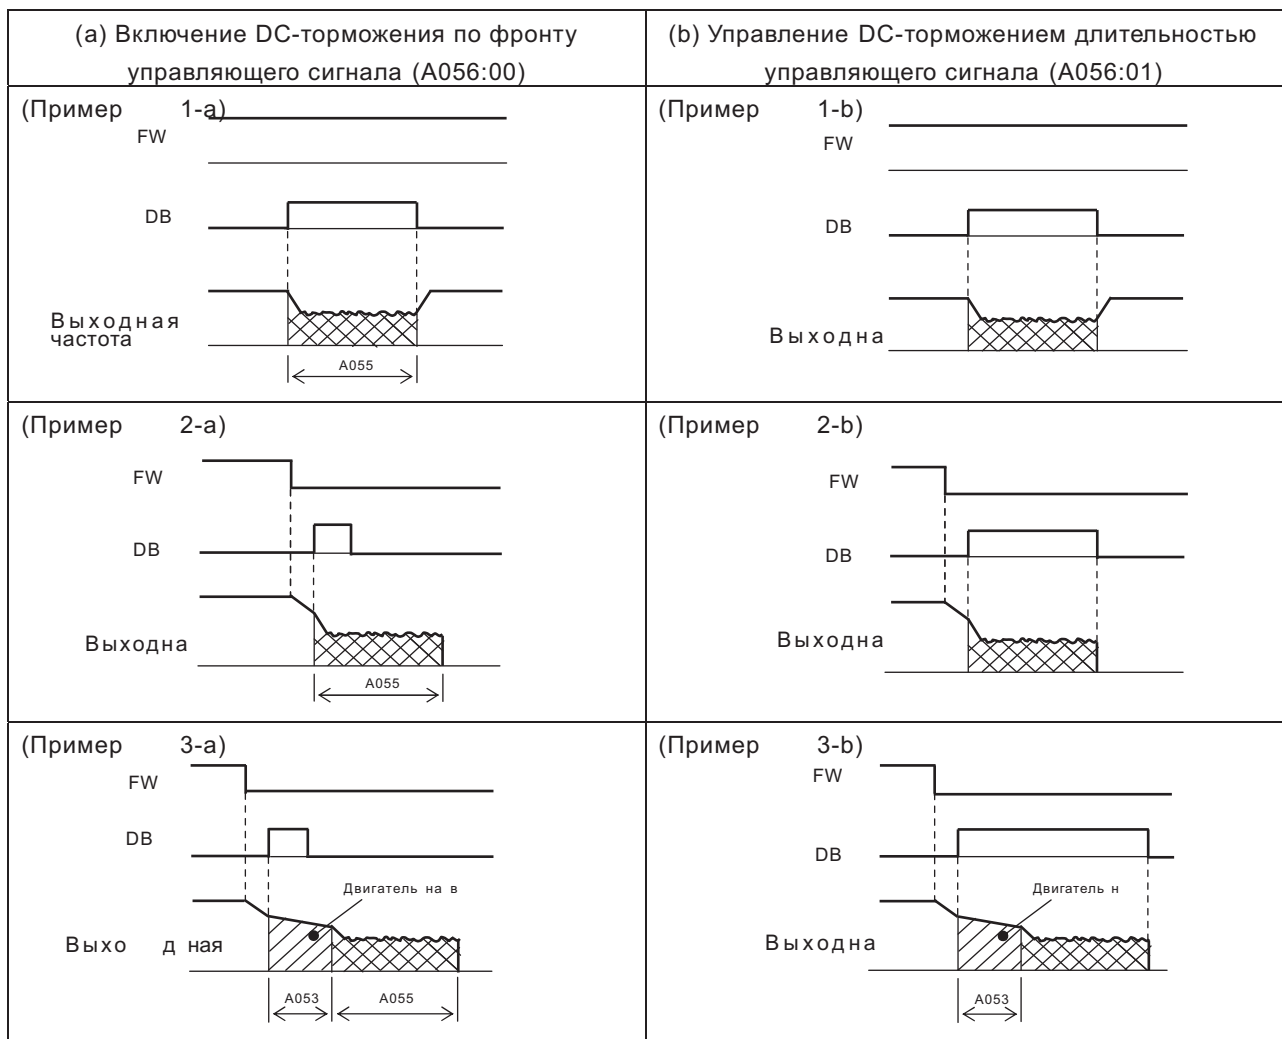 (a) Включение DC-торможения по фронту
управляющего сигнала (A056:00)
(b) Управление DC-торможением длительностью
управляющего сигнала (A056:01)
(Пример 1-a)
FW
DB
Выходная
частота
A055
(Пример 1-b)
FW
DB
Выходна
(Пример 2-a)
FW
DB
Выходна
A055
(Пример 2-b)
FW
DB
Выходна
(Пример 3-a)
FW
DB
Двигатель на в
Выхо д ная
A053 A055
(Пример 3-b)
FW
DB
Двигатель н
Выходна
A053